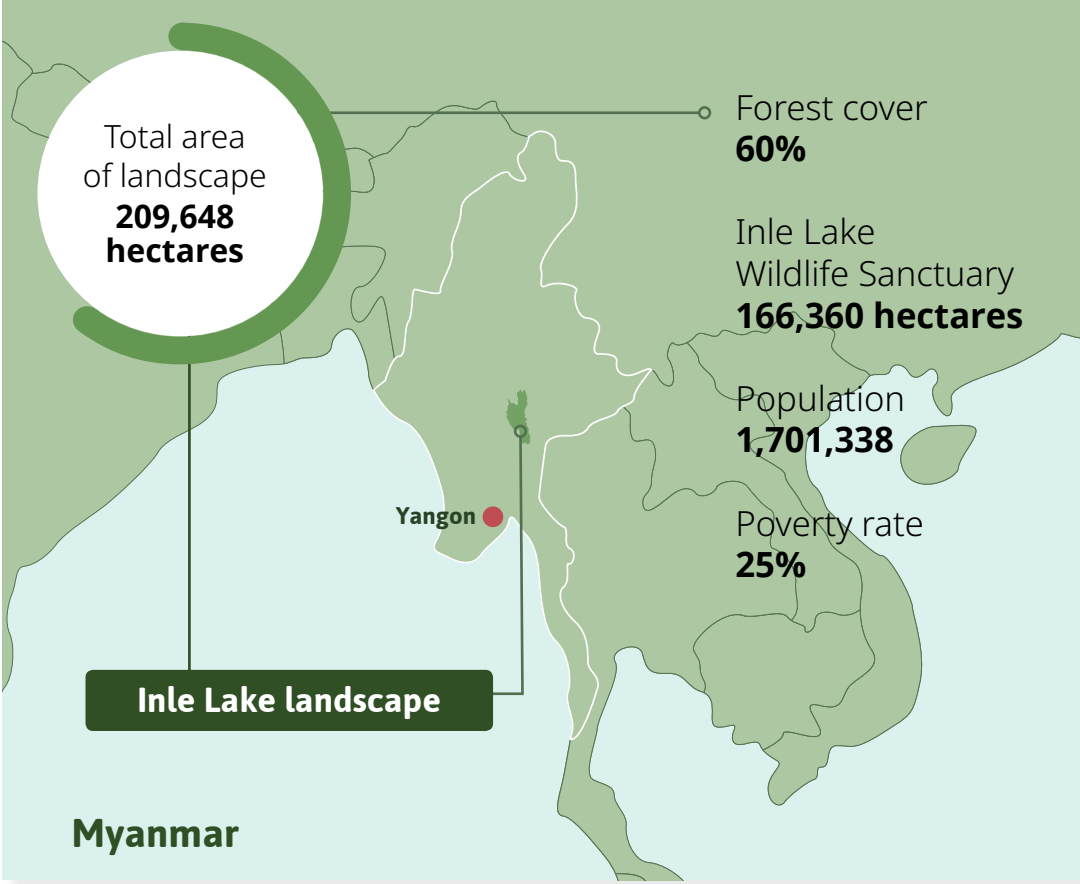 Total area
of landscape
209,648
hectares
Forest cover
60%
Inle Lake
Wildlife Sanctuary
166,360 hectares
Population
1,701,338
Poverty rate
25%
Yangon
Inle Lake landscape
Myanmar